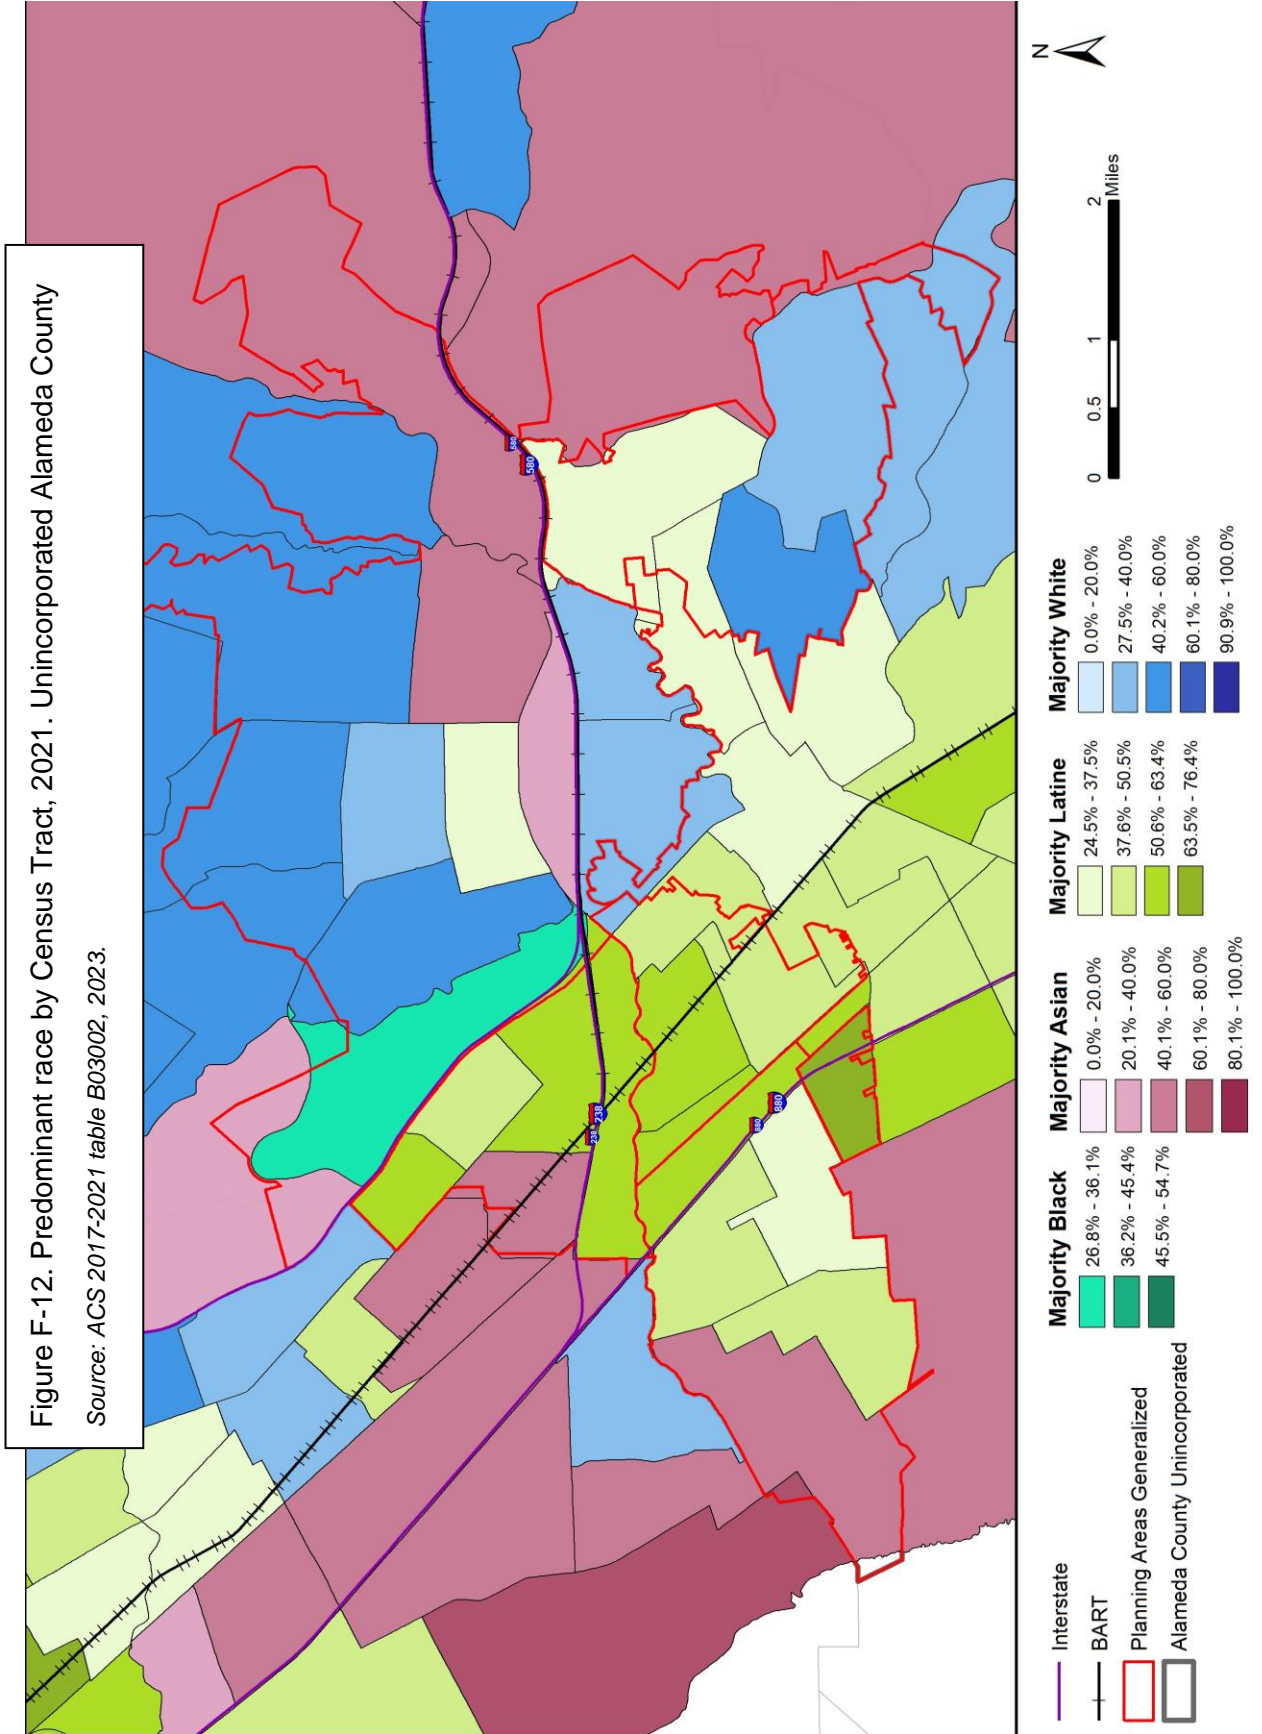 Figure F-12. Predominant race by Census Tract, 2021. Unincorporated Alameda County
Source: ACS 2017-2021 table B03002, 2023.
580
580
238
238
880
880
N
0 0.5 1 2
Miles
Interstate
BART
Planning Areas Generalized
Alameda County Unincorporated
Majority Black
26.8% - 36.1%
36.2% - 45.4%
45.5% - 54.7%
Majority Asian
0.0% - 20.0%
20.1% - 40.0%
40.1% - 60.0%
60.1% - 80.0%
80.1% - 100.0%
Majority Latine
24.5% - 37.5%
37.6% - 50.5%
50.6% - 63.4%
63.5% - 76.4%
Majority White
0.0% - 20.0%
27.5% - 40.0%
40.2% - 60.0%
60.1% - 80.0%
90.9% - 100.0%